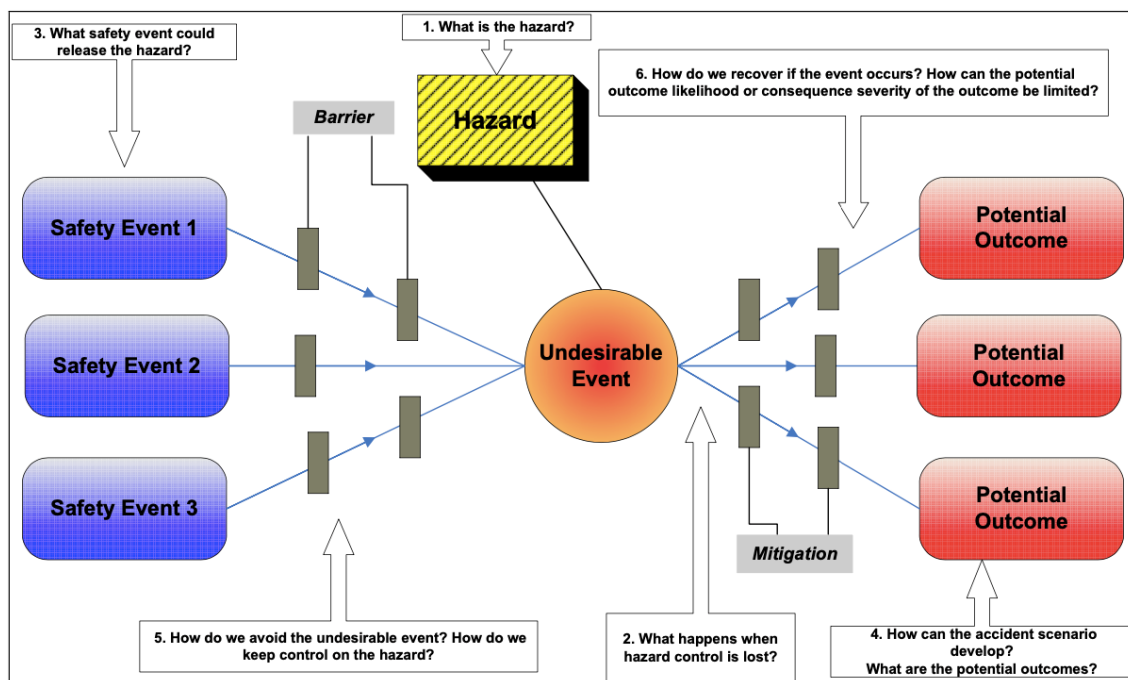 3. What safety event could
release the hazard?
1. What is the hazard?
6. How do we recover if the event occurs? How can the potential
outcome likelihood or consequence severity of the outcome be limited?
Barrier
Hazard
Safety Event 1
Potential
Outcome
Safety Event 2
Undesirable
Event
Potential
Outcome
Safety Event 3
Potential
Outcome
Mitigation
5. How do we avoid the undesirable event? How do we
keep control on the hazard?
2. What happens when
hazard control is lost?
4. How can the accident scenario
develop?
What are the potential outcomes?